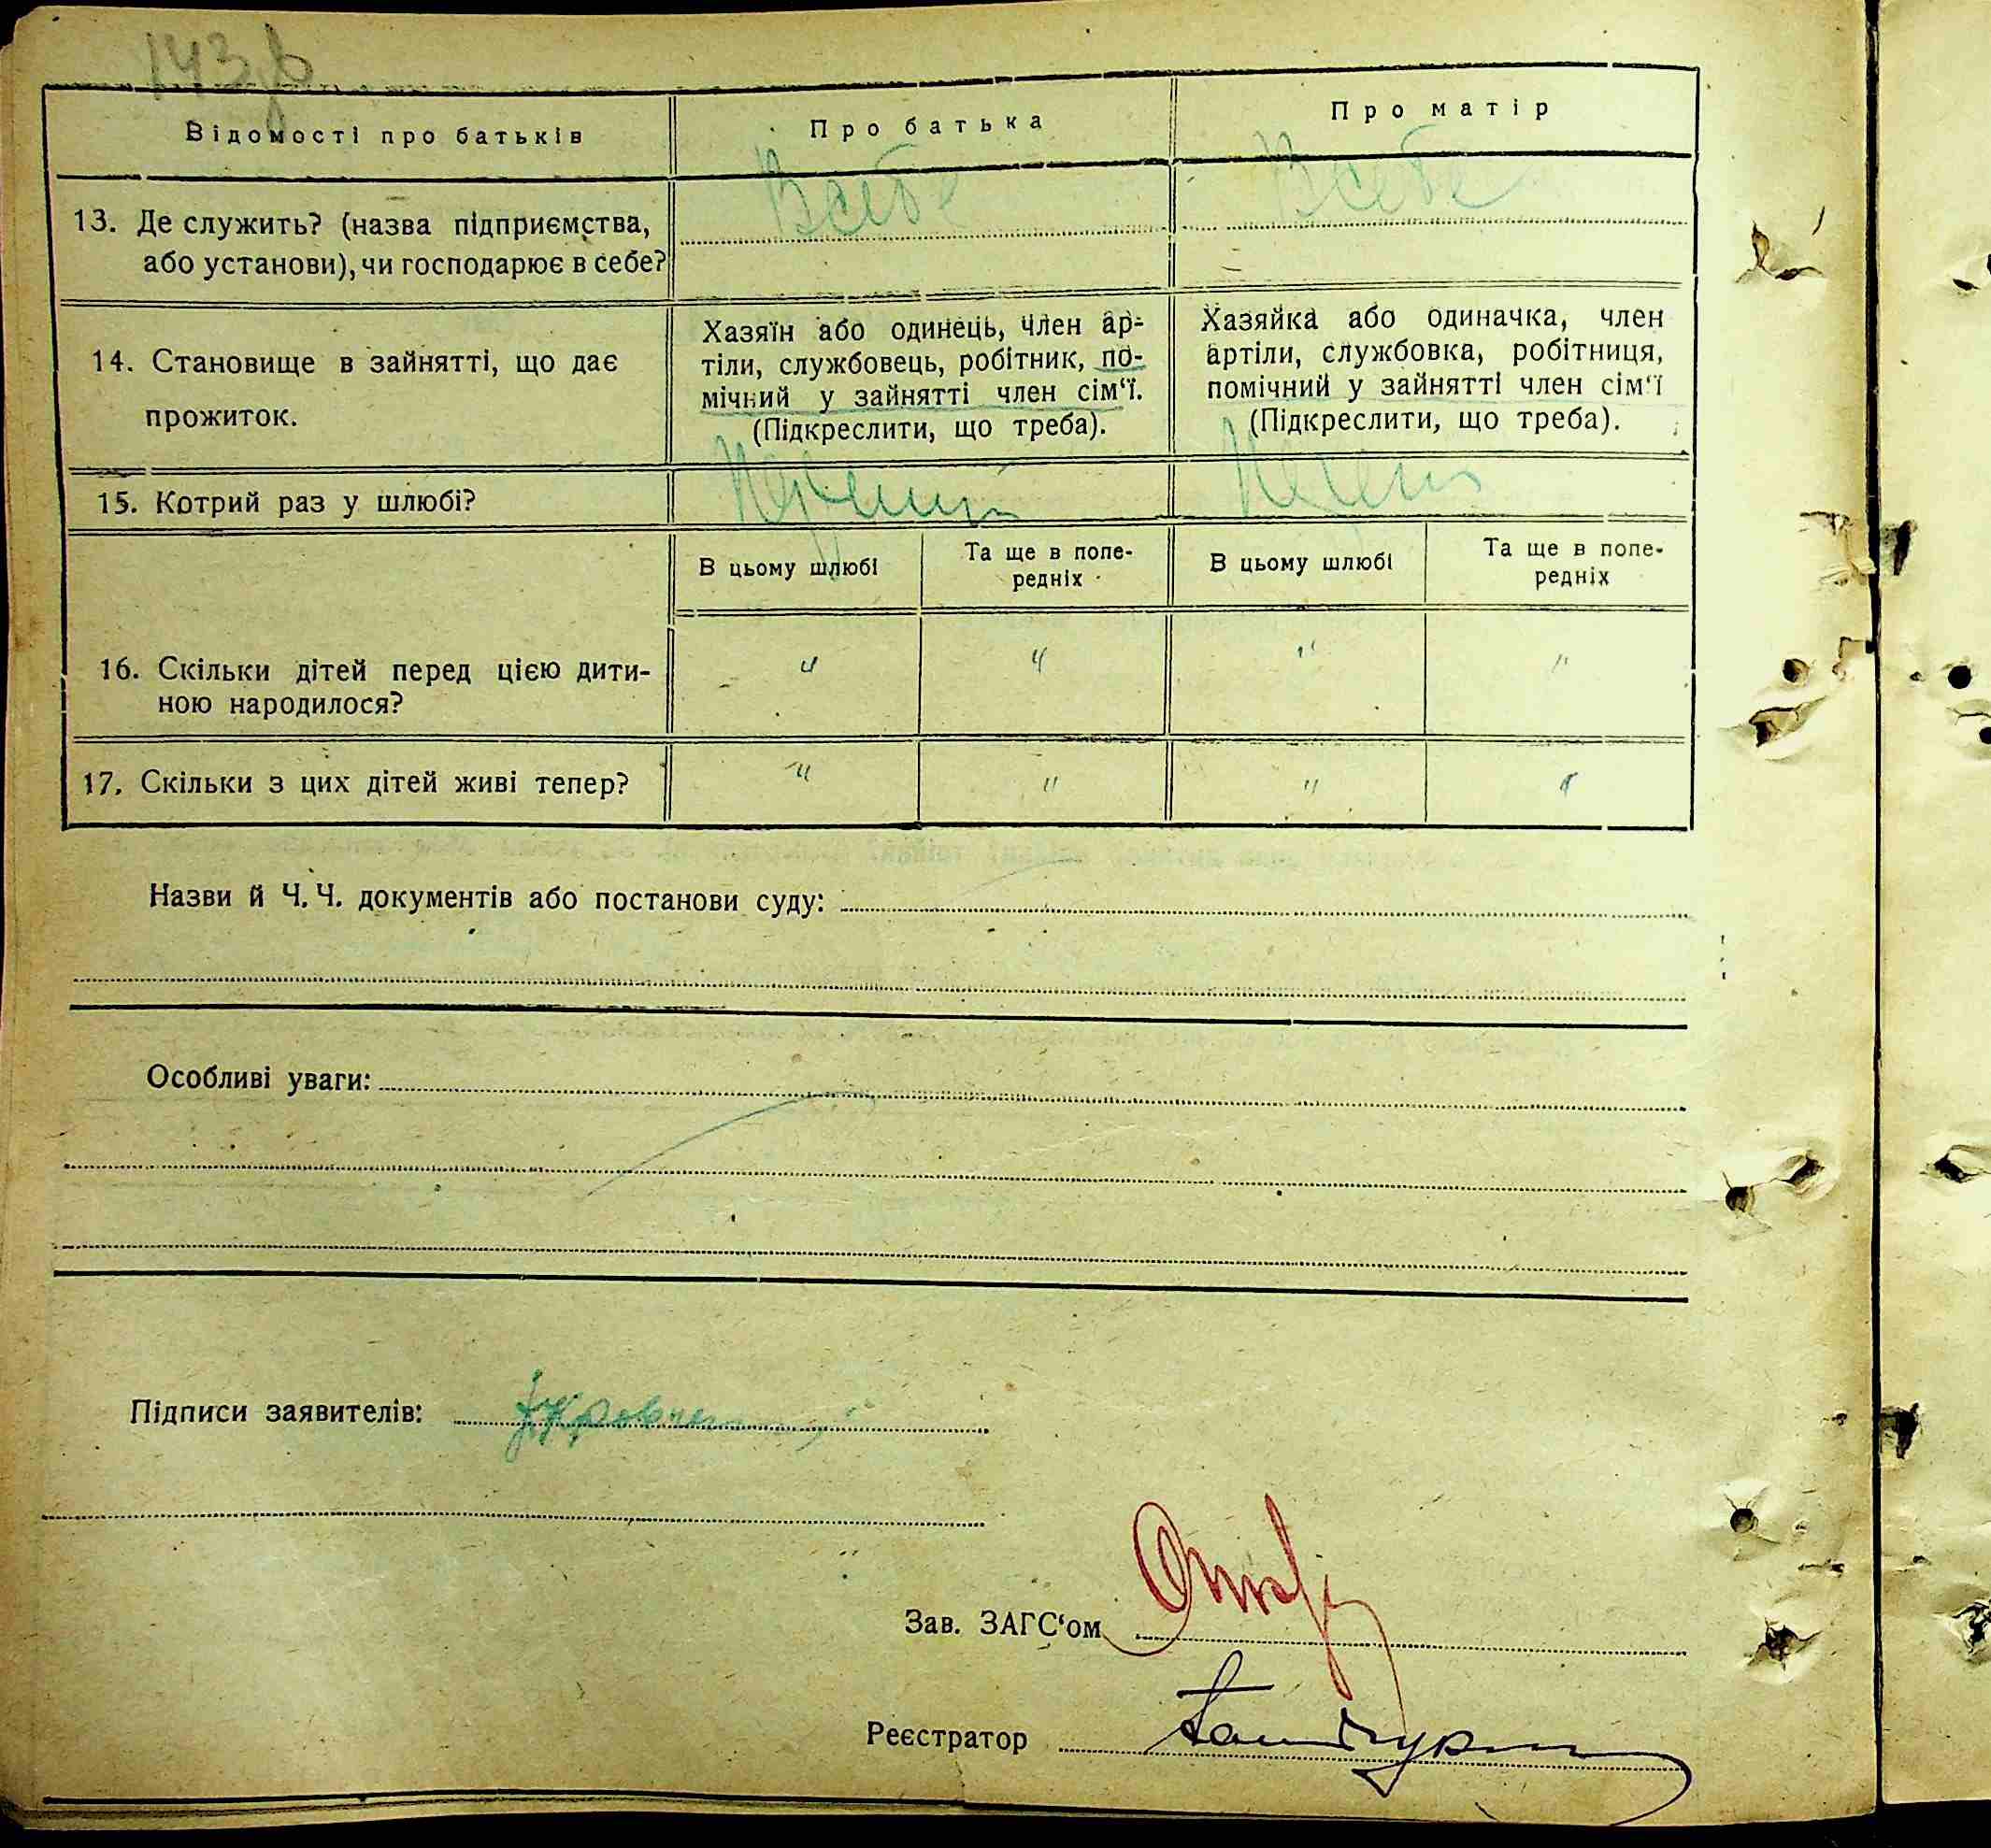 Відомості про батьків
Про батька
Про матір
13. Де служить? (назва підприємства,
або установи), чи господарює в себе?
В себе
В себе
14. Становище в зайнятті, що дає
прожиток.
Хазяїн або одинець, член ар-
тіли, службовець, робітник, по-
мічний у зайнятті член сім‘ї.
(Підкреслити, що треба).
Хазяйка або одиначка, член
артіли, службовка, робітниця,
помічний у зайнятті член сім‘ї
(Підкреслити, що треба).
15. Котрий раз у шлюбі?
В цьому шлюбі
Та ще в попе-
редніх
В цьому шлюбі
Та ще в попе-
редніх
16. Скільки дітей перед цією дити-
ною народилося?
" " " "
17. Скільки з цих дітей живі тепер?
" " " "
Назви й Ч. Ч. документів або постанови суду:
Особливі уваги:
Підписи заявителів:
Зав. ЗАГС‘ом
Реєстратор